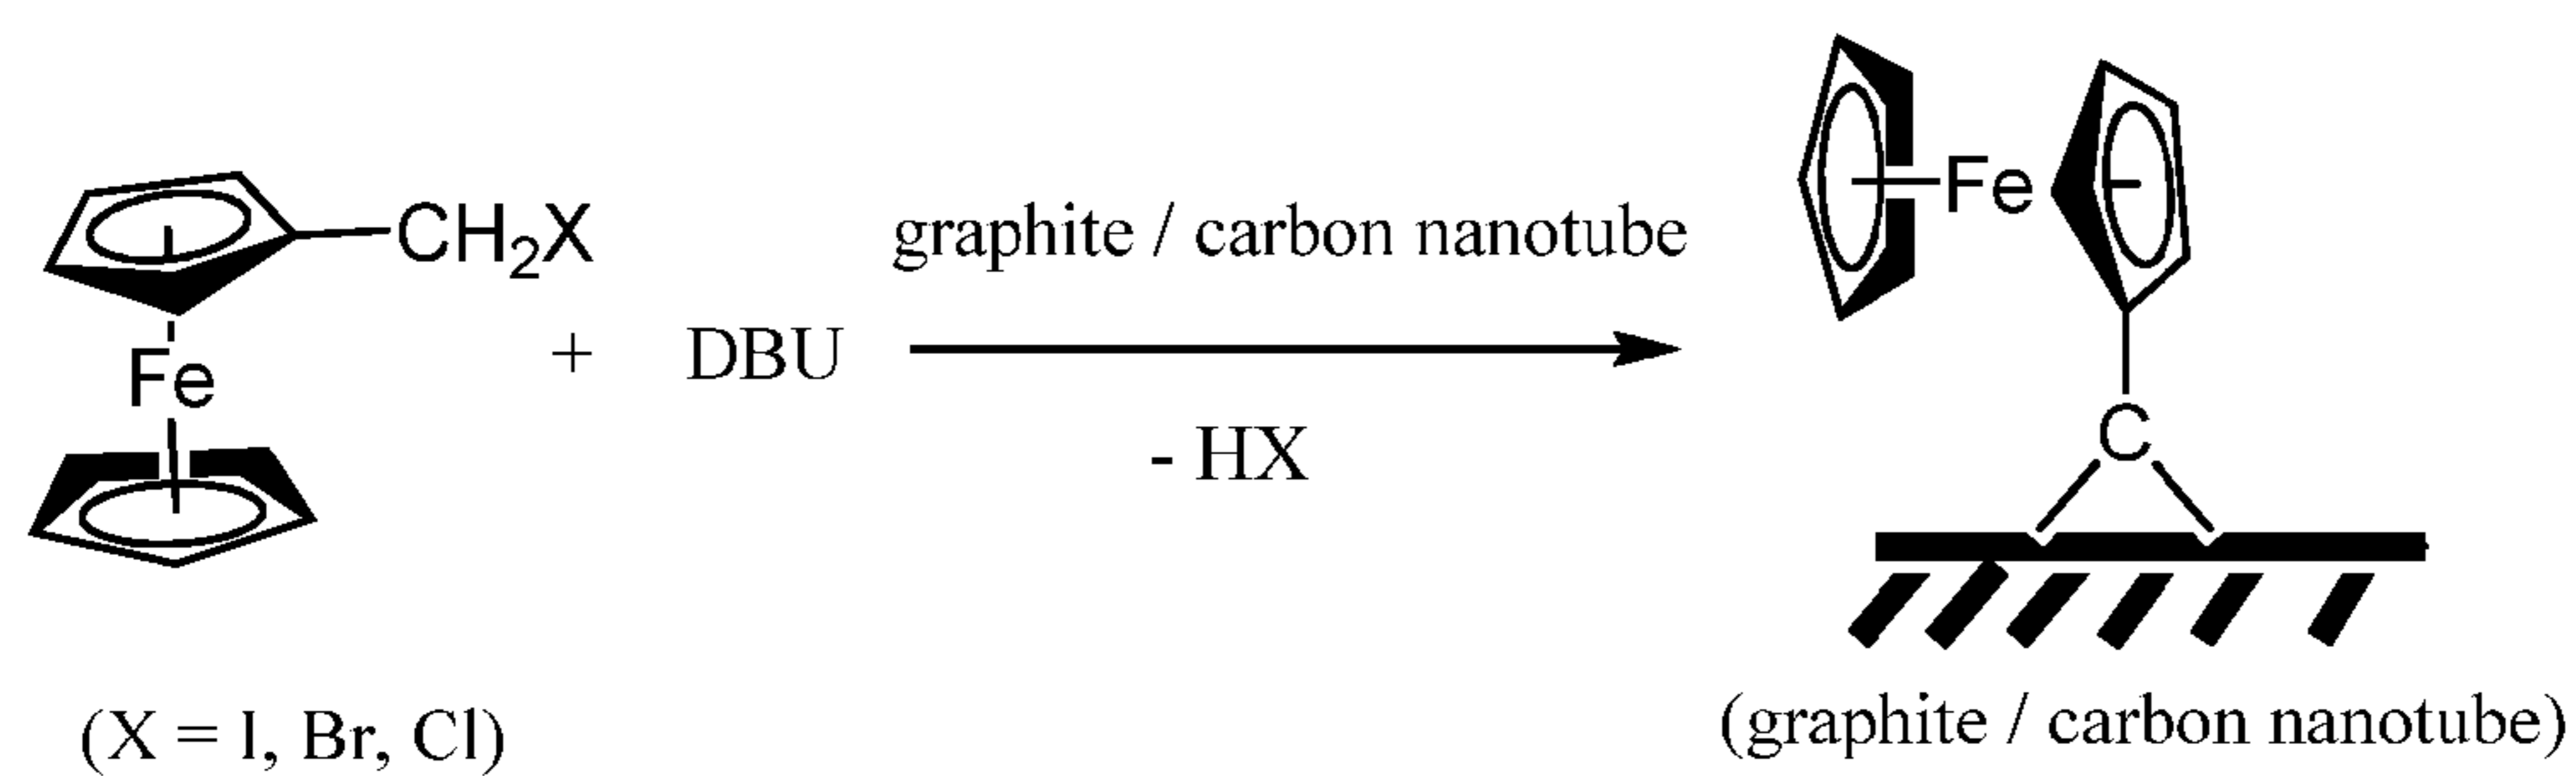 CH₂X
Fe
+ DBU
(X = I, Br, Cl)
graphite / carbon nanotube
- HX
Fe
C
(graphite / carbon nanotube)